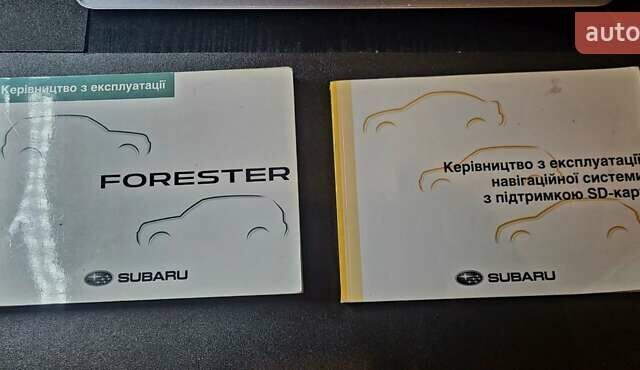 auto
Керівництво з експлуатації
FORESTER
SUBARU
Керівництво з експлуатації
навігаційної системи
з підтримкою SD-кар
SUBARU